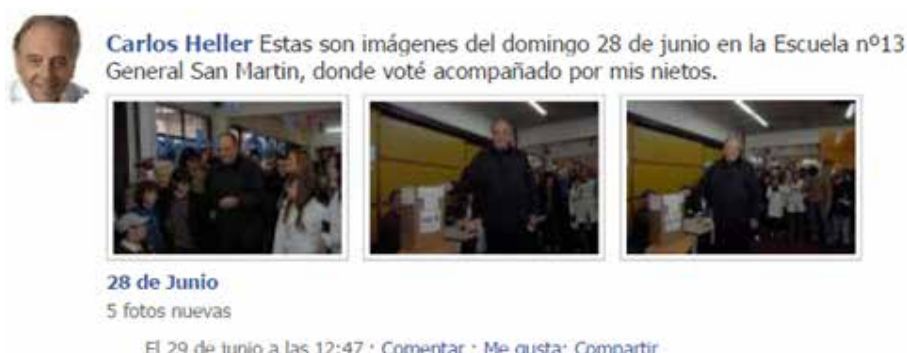 Carlos Heller Estas son imágenes del domingo 28 de junio en la Escuela nº13
General San Martin, donde voté acompañado por mis nietos.
28 de Junio
5 fotos nuevas
El 29 de junio a las 12:47 · Comentar · Me gusta· Compartir